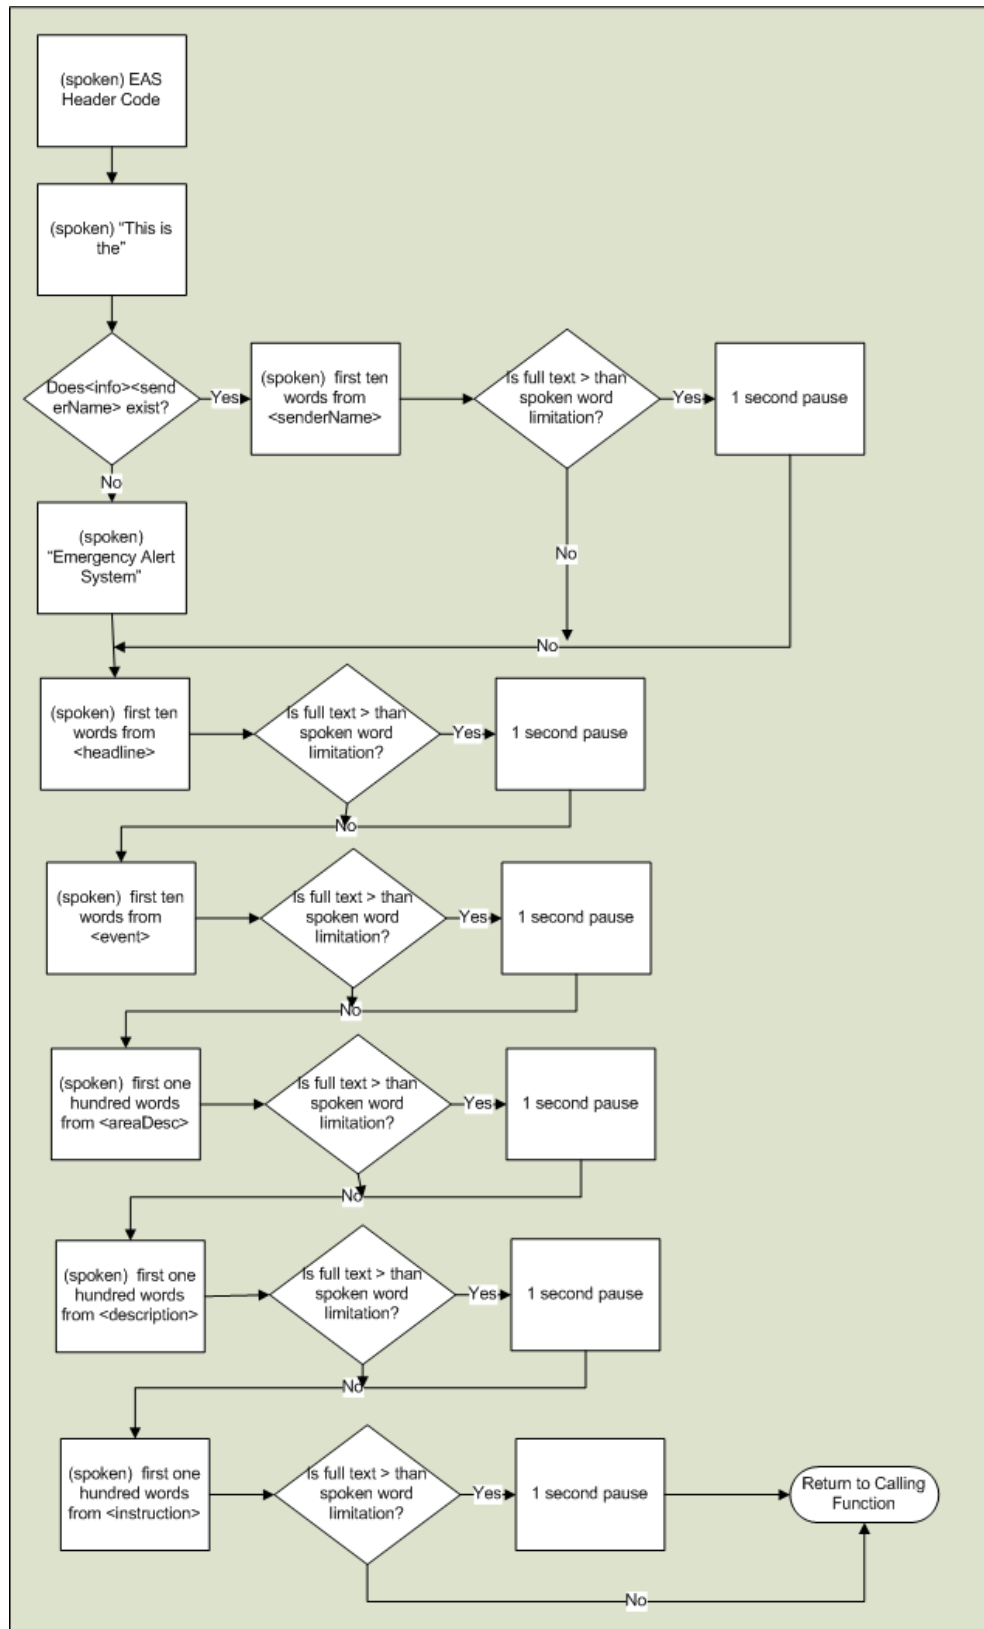 (spoken) EAS
Header Code
(spoken) “This is
the”
Does<info><send
erName> exist?
Yes
(spoken) first ten
words from
<senderName>
Is full text > than
spoken word
limitation?
Yes
1 second pause
No
(spoken)
“Emergency Alert
System”
No
No
(spoken) first ten
words from
<headline>
Is full text > than
spoken word
limitation?
Yes
1 second pause
No
(spoken) first ten
words from
<event>
Is full text > than
spoken word
limitation?
Yes
1 second pause
No
(spoken) first one
hundred words
from <areaDesc>
Is full text > than
spoken word
limitation?
Yes
1 second pause
No
(spoken) first one
hundred words
from <description>
Is full text > than
spoken word
limitation?
Yes
1 second pause
No
(spoken) first one
hundred words
from <instruction>
Is full text > than
spoken word
limitation?
Yes
1 second pause
Return to Calling
Function
No